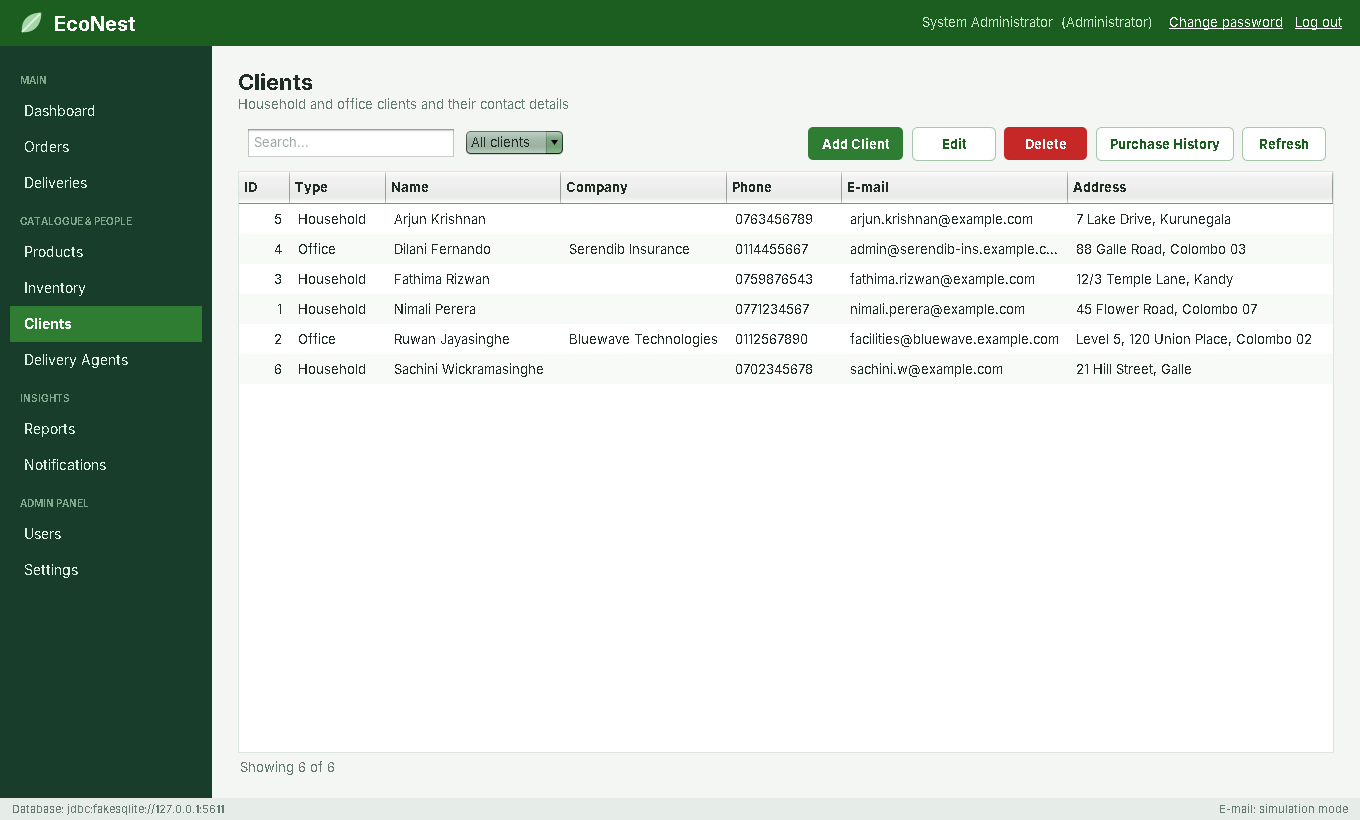 EcoNest
System Administrator (Administrator) Change password Log out
MAIN
Dashboard
Orders
Deliveries
CATALOGUE & PEOPLE
Products
Inventory
Clients
Delivery Agents
INSIGHTS
Reports
Notifications
ADMIN PANEL
Users
Settings
Clients
Household and office clients and their contact details
Search... All clients Add Client Edit Delete Purchase History Refresh
ID Type Name Company Phone E-mail Address
5 Household Arjun Krishnan 0763456789 arjun.krishnan@example.com 7 Lake Drive, Kurunegala
4 Office Dilani Fernando Serendib Insurance 0114455667 admin@serendib-ins.example.c... 88 Galle Road, Colombo 03
3 Household Fathima Rizwan 0759876543 fathima.rizwan@example.com 12/3 Temple Lane, Kandy
1 Household Nimali Perera 0771234567 nimali.perera@example.com 45 Flower Road, Colombo 07
2 Office Ruwan Jayasinghe Bluewave Technologies 0112567890 facilities@bluewave.example.com Level 5, 120 Union Place, Colombo 02
6 Household Sachini Wickramasinghe 0702345678 sachini.w@example.com 21 Hill Street, Galle
Showing 6 of 6
Database: jdbc:fakesqlite://127.0.0.1:5611 E-mail: simulation mode